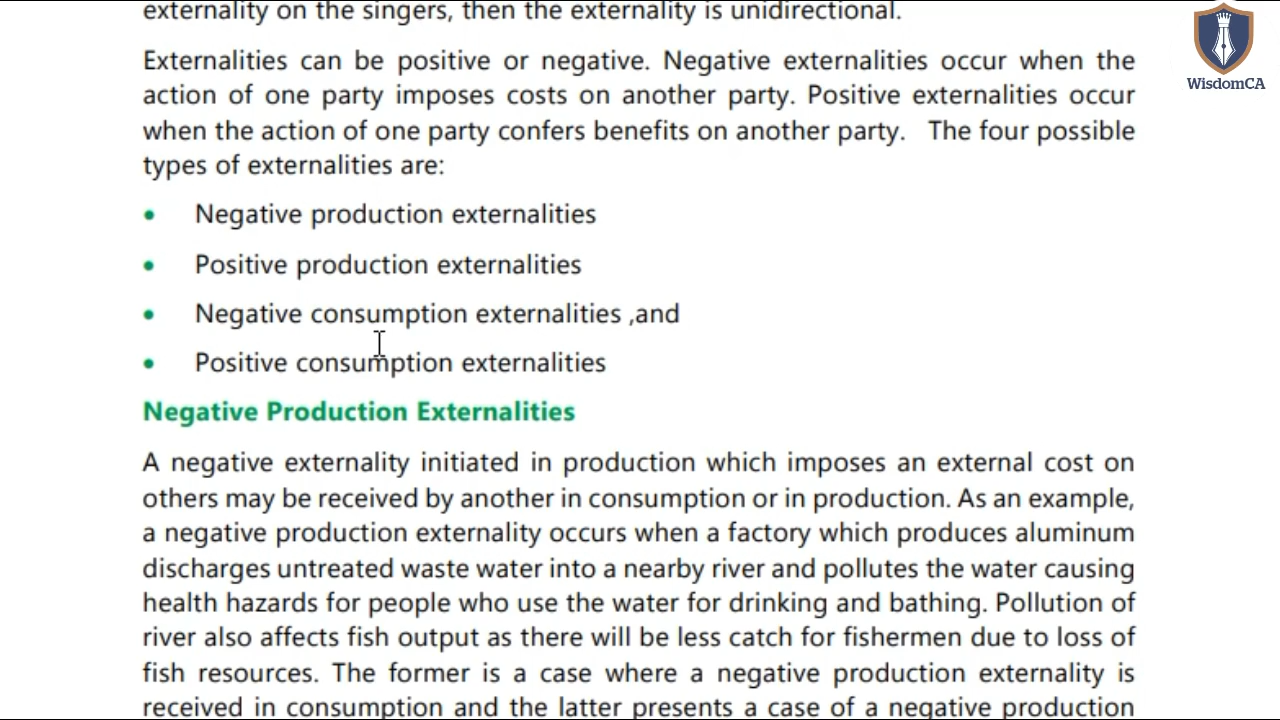 externality on the singers, then the externality is unidirectional.
WisdomCA
Externalities can be positive or negative. Negative externalities occur when the
action of one party imposes costs on another party. Positive externalities occur
when the action of one party confers benefits on another party. The four possible
types of externalities are:
• Negative production externalities
• Positive production externalities
• Negative consumption externalities ,and
• Positive consumption externalities
Negative Production Externalities
A negative externality initiated in production which imposes an external cost on
others may be received by another in consumption or in production. As an example,
a negative production externality occurs when a factory which produces aluminum
discharges untreated waste water into a nearby river and pollutes the water causing
health hazards for people who use the water for drinking and bathing. Pollution of
river also affects fish output as there will be less catch for fishermen due to loss of
fish resources. The former is a case where a negative production externality is
received in consumption and the latter presents a case of a negative production